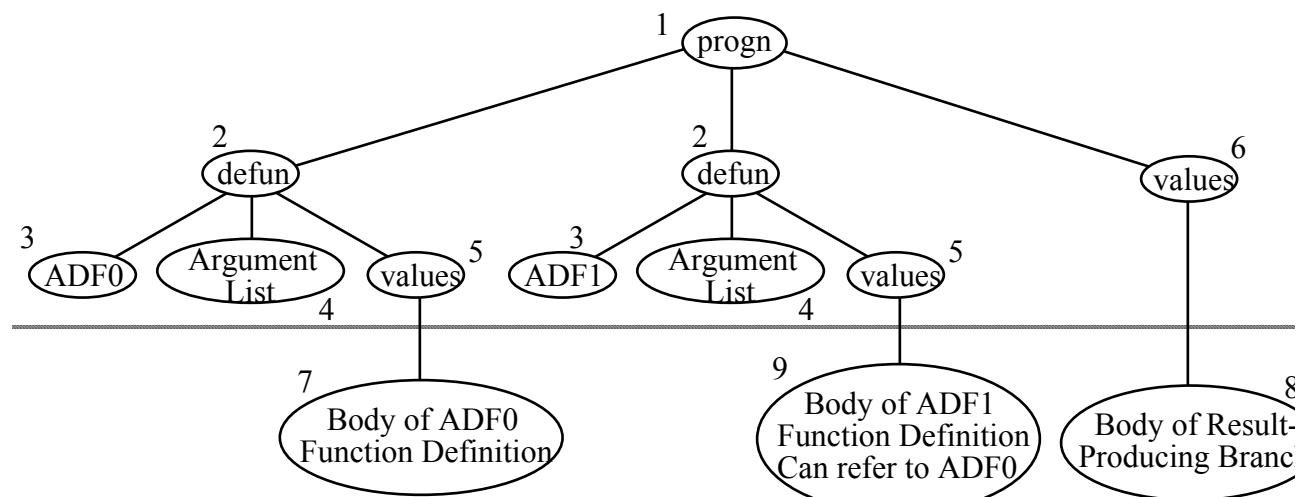 1
progn
2
defun
2
defun
6
values
3
ADF0
Argument
List
4
5
values
3
ADF1
Argument
List
4
5
values
7
Body of ADF0
Function Definition
9
Body of ADF1
Function Definition
Can refer to ADF0
8
Body of Result-
Producing Branch